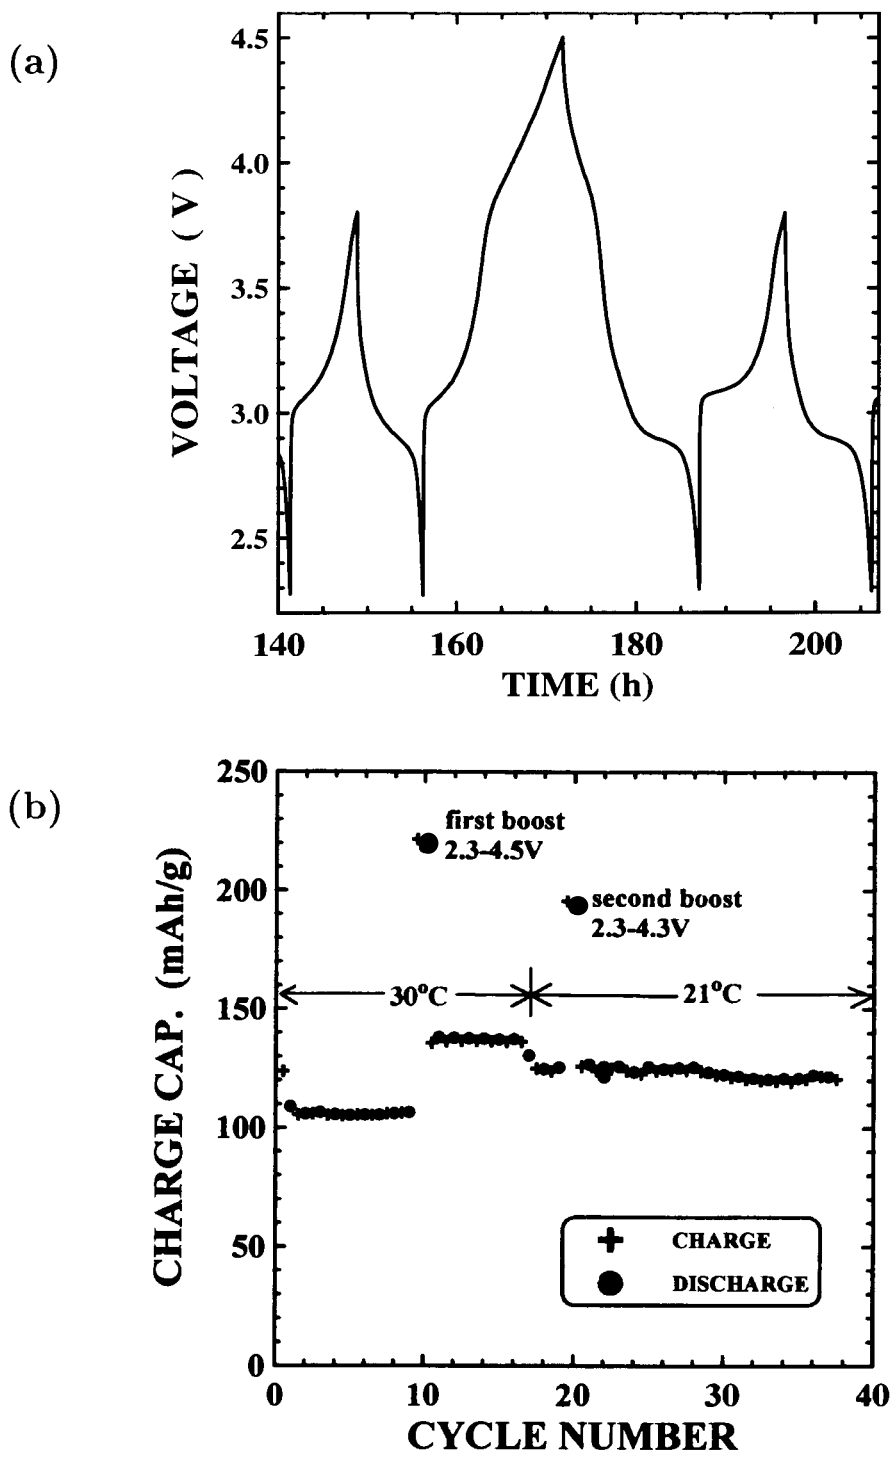 (a)
4.5
4.0
3.5
3.0
2.5
VOLTAGE (V)
140 160 180 200
TIME (h)
(b)
250
200
150
100
50
0
CHARGE CAP. (mAh/g)
first boost
2.3-4.5V
second boost
2.3-4.3V
30°C 21°C
CHARGE
DISCHARGE
0 10 20 30 40
CYCLE NUMBER